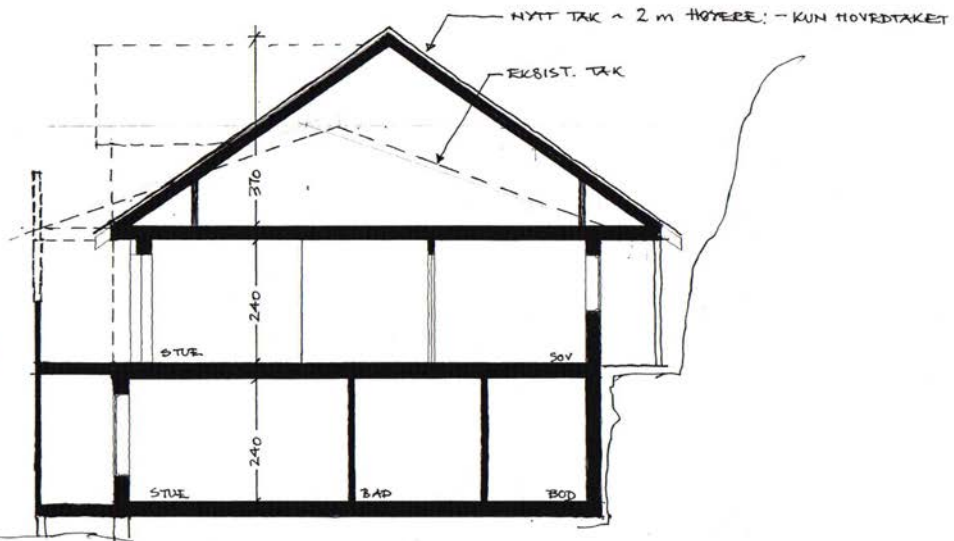 NYTT TAK ~ 2 m HØYERE: - KUN HOVEDTAKET
EKSIST. TAK
370
240
STUE
SOV
240
STUE
BAD
BOD